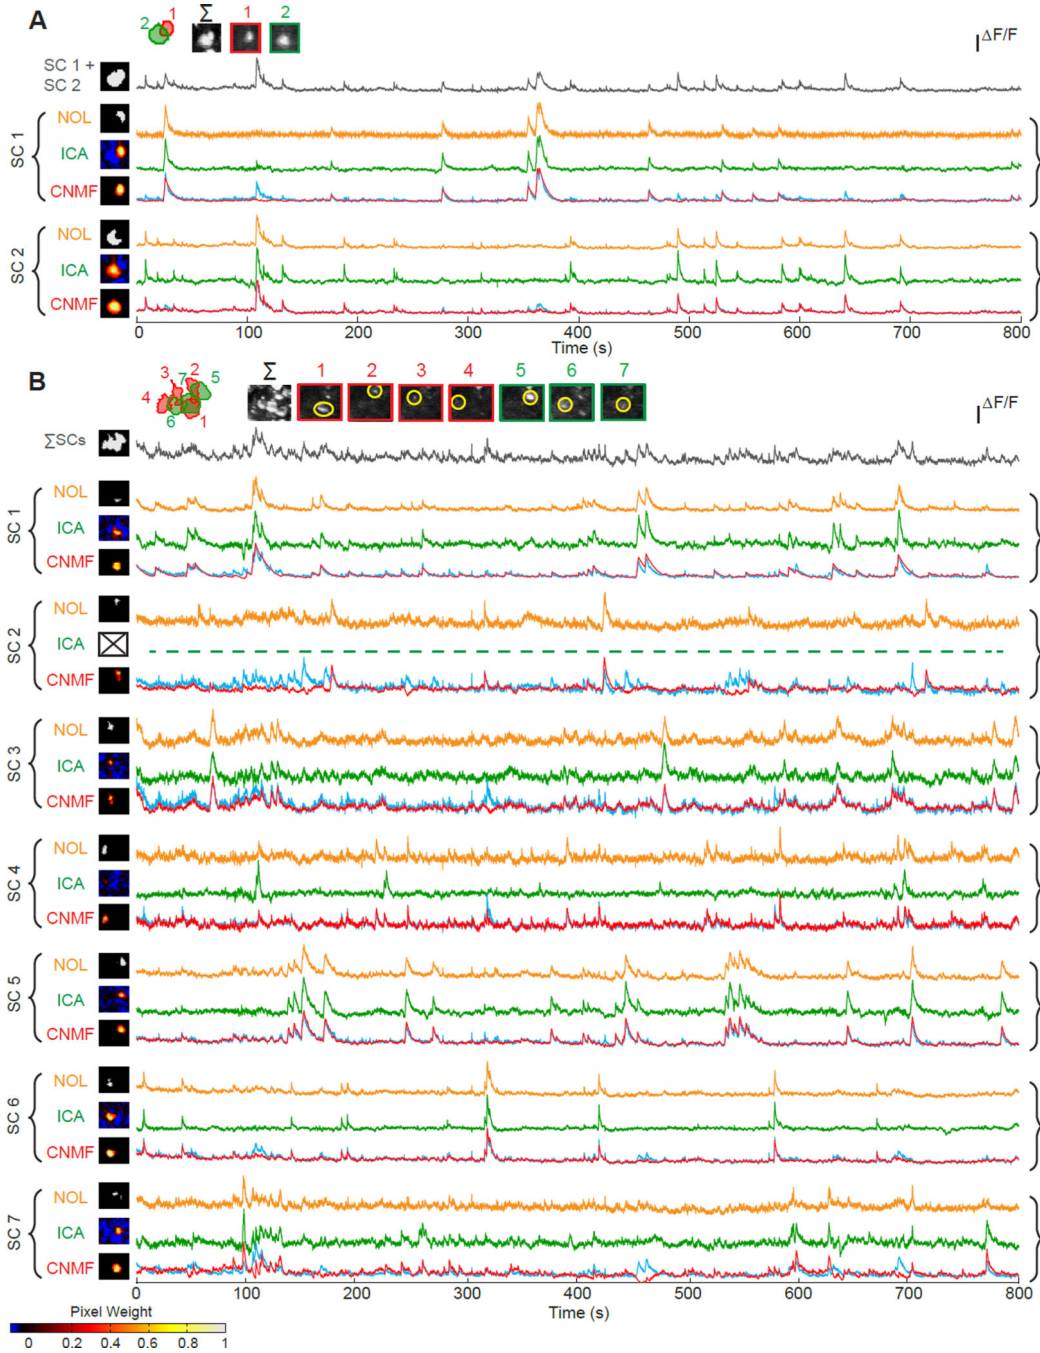 A
2
1
Σ
1
2
ΔF/F
SC 1 +
SC 2
SC 1
NOL
ICA
CNMF
SC 2
NOL
ICA
CNMF
0 100 200 300 400 500 600 700 800
Time (s)
B
3 7 2 5
4
6 1
Σ
1
2
3
4
5
6
7
ΔF/F
∑SCs
SC 1
NOL
ICA
CNMF
SC 2
NOL
ICA
CNMF
SC 3
NOL
ICA
CNMF
SC 4
NOL
ICA
CNMF
SC 5
NOL
ICA
CNMF
SC 6
NOL
ICA
CNMF
SC 7
NOL
ICA
CNMF
0 100 200 300 400 500 600 700 800
Time (s)
Pixel Weight
0 0.2 0.4 0.6 0.8 1